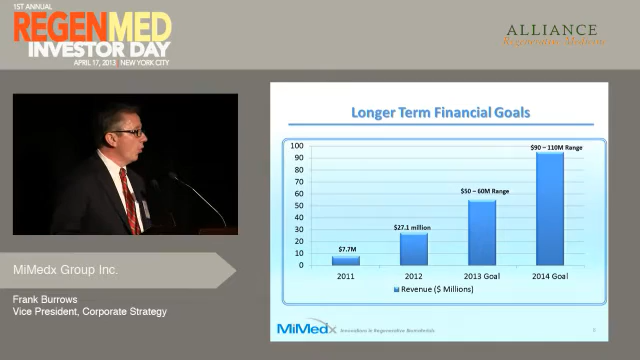 1ST ANNUAL
REGENMED
INVESTOR DAY
APRIL 17, 2013 | NEW YORK CITY
ALLIANCE
Regenerative Medicine
Longer Term Financial Goals
100
90
80
70
60
50
40
30
20
10
0
$7.7M
$27.1 million
$50 – 60M Range
$90 – 110M Range
2011
2012
2013 Goal
2014 Goal
Revenue ($ Millions)
MiMedx
Innovations in Regenerative Biomaterials
MiMedx Group Inc.
Frank Burrows
Vice President, Corporate Strategy